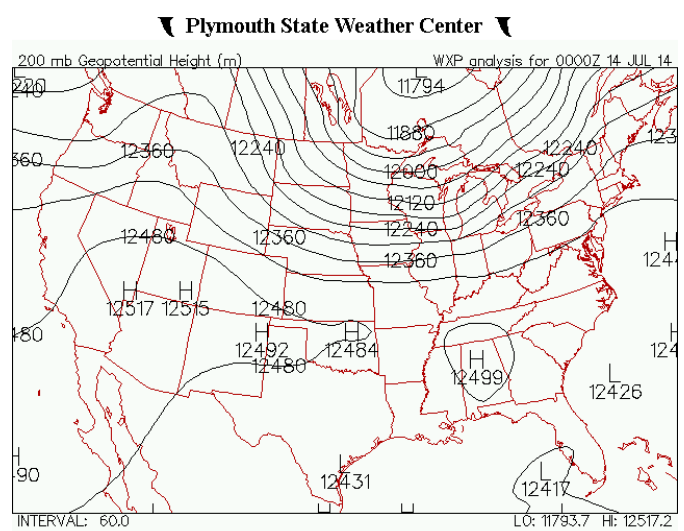 Plymouth State Weather Center
200 mb Geopotential Height (m) WXP analysis for 0000Z 14 JUL 14
L
L
11794
240
11880
12360 12240 12240
360
12000 12240
12120
12360
12480 12360 12240
H
12360
H H
12517 12515 12480
480 H H
12492 12484 H
12480 12499 L
12426
H L L
90 12431 12417
INTERVAL: 60.0 LO: 11793.7 HI: 12517.2